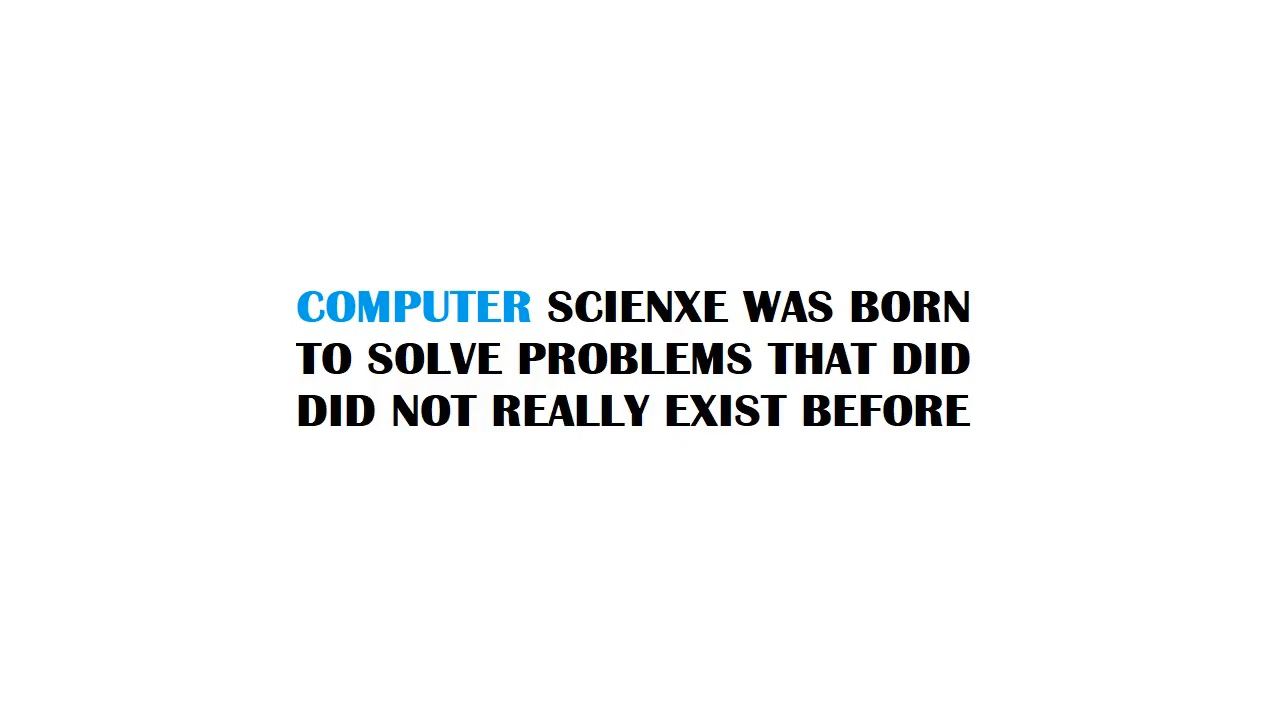 COMPUTER SCIENXE WAS BORN
TO SOLVE PROBLEMS THAT DID
DID NOT REALLY EXIST BEFORE